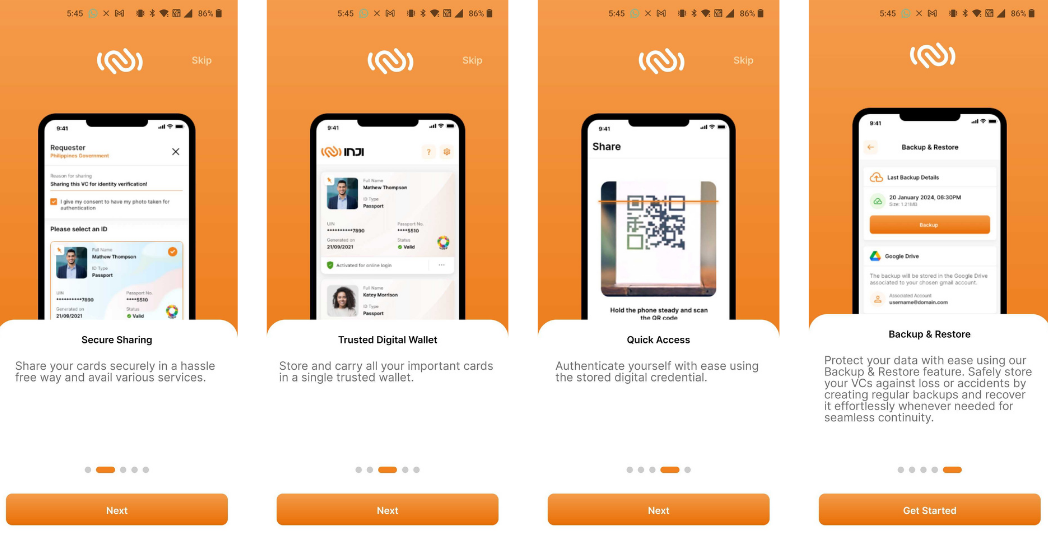 5:45
86%
Skip
9:41
Requester
Philippines Government
Reason for sharing
Sharing this VC for identity verification!
I give my consent to have my photo taken for
authentication
Please select an ID
Full Name
Mathew Thompson
ID Type
Passport
UIN
Passport No.
***********7890
****5510
Generated on
Status
21/09/2021
Valid
Secure Sharing
Share your cards securely in a hassle
free way and avail various services.
Next
5:45
86%
Skip
9:41
INJI
?
Full Name
Mathew Thompson
ID Type
Passport
UIN
Passport No.
***********7890
****5510
Generated on
Status
21/09/2021
Valid
Activated for online login
Full Name
Katey Morrison
ID Type
Passport
Trusted Digital Wallet
Store and carry all your important cards
in a single trusted wallet.
Next
5:45
86%
Skip
9:41
Share
Hold the phone steady and scan
the QR code
Quick Access
Authenticate yourself with ease using
the stored digital credential.
Next
5:45
86%
9:41
Backup & Restore
Last Backup Details
20 January 2024, 08:30PM
Backup
Google Drive
The backup will be stored in the Google Drive
associated to your chosen gmail account.
Associated Account
username@domain.com
Backup & Restore
Protect your data with ease using our
Backup & Restore feature. Safely store
your VCs against loss or accidents by
creating regular backups and recover
it effortlessly whenever needed for
seamless continuity.
Get Started